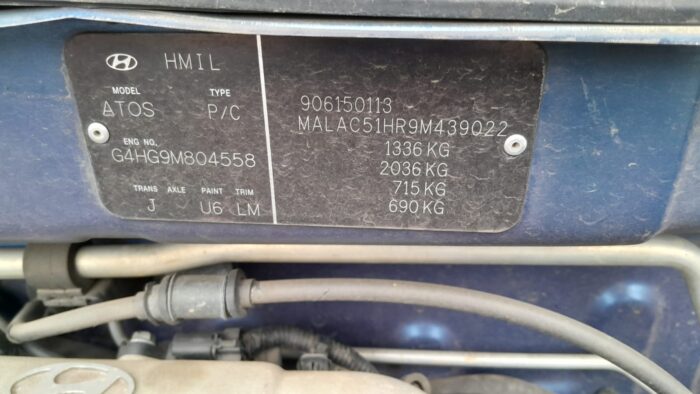 HMIL
MODEL TYPE
ATOS P/C
ENG NO.
G4HG9M804558
TRANS AXLE PAINT TRIM
J U6 LM
906150113
MALAC51HR9M439022
1336 KG
2036 KG
715 KG
690 KG